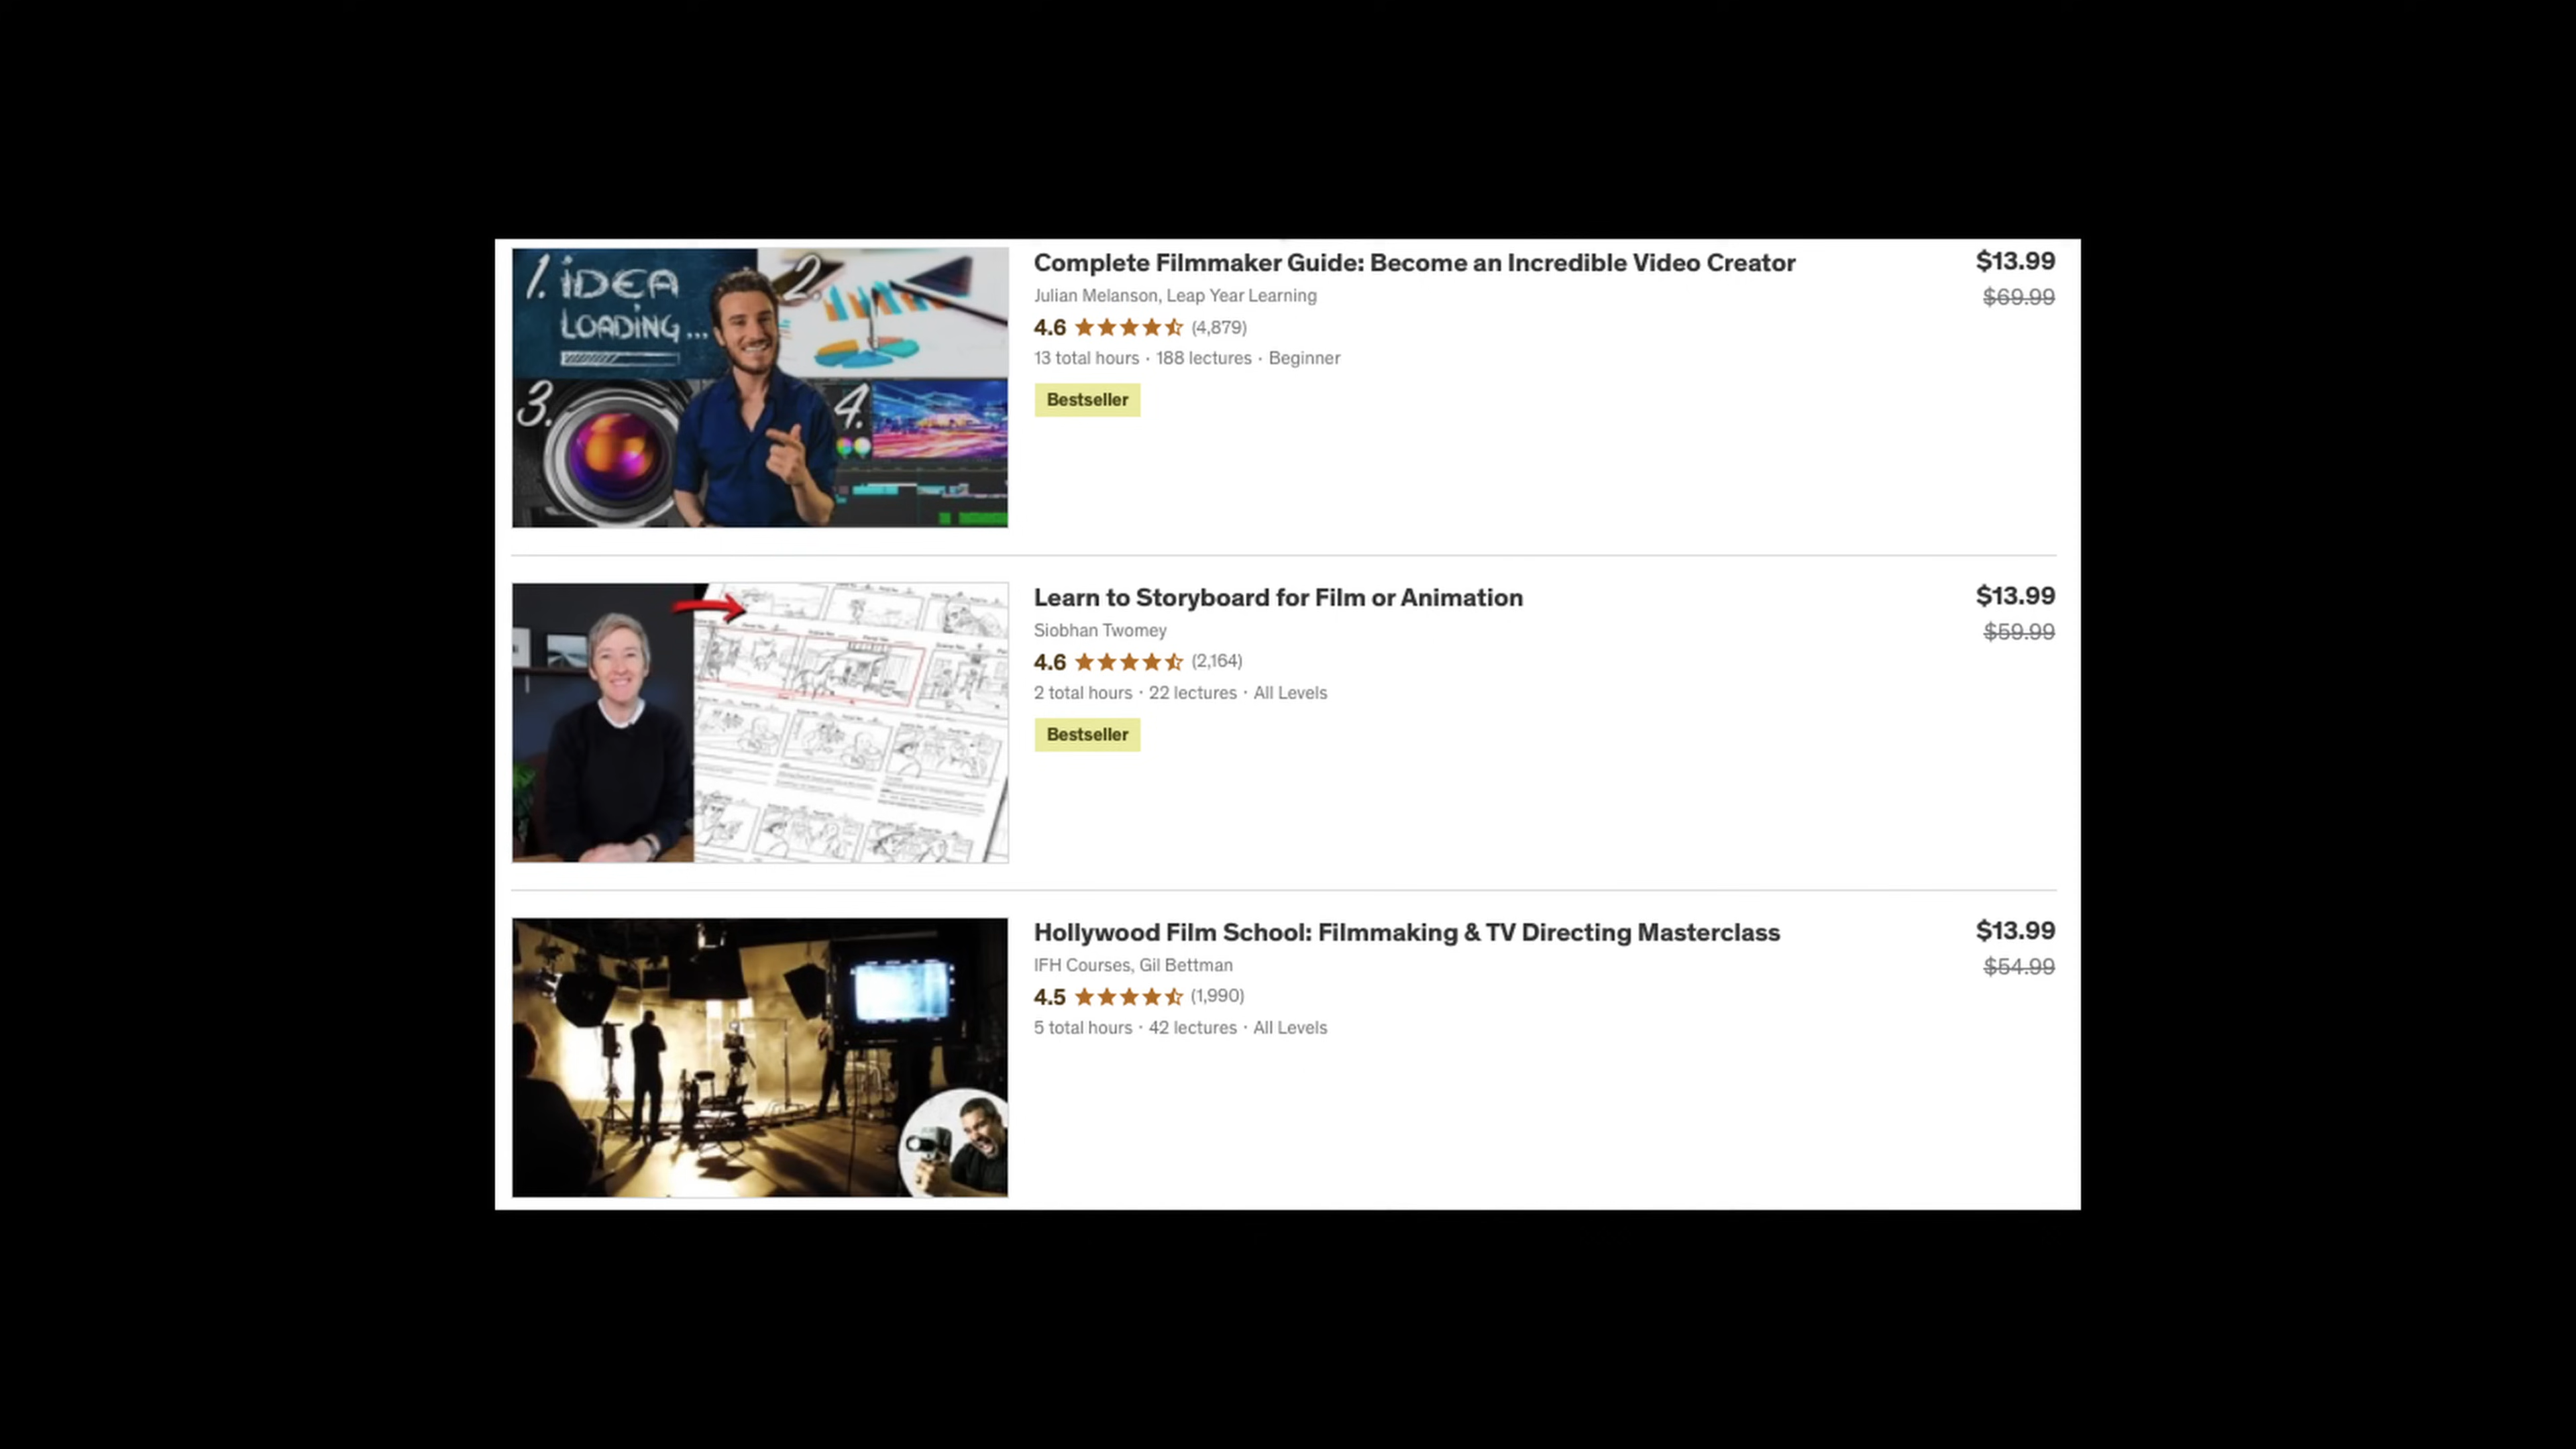 1. IDEA
LOADING...
2.
3.
4.
Complete Filmmaker Guide: Become an Incredible Video Creator
Julian Melanson, Leap Year Learning
4.6 (4,879)
13 total hours · 188 lectures · Beginner
Bestseller
$13.99
$69.99
Learn to Storyboard for Film or Animation
Siobhan Twomey
4.6 (2,164)
2 total hours · 22 lectures · All Levels
Bestseller
$13.99
$59.99
Hollywood Film School: Filmmaking & TV Directing Masterclass
IFH Courses, Gil Bettman
4.5 (1,990)
5 total hours · 42 lectures · All Levels
$13.99
$54.99